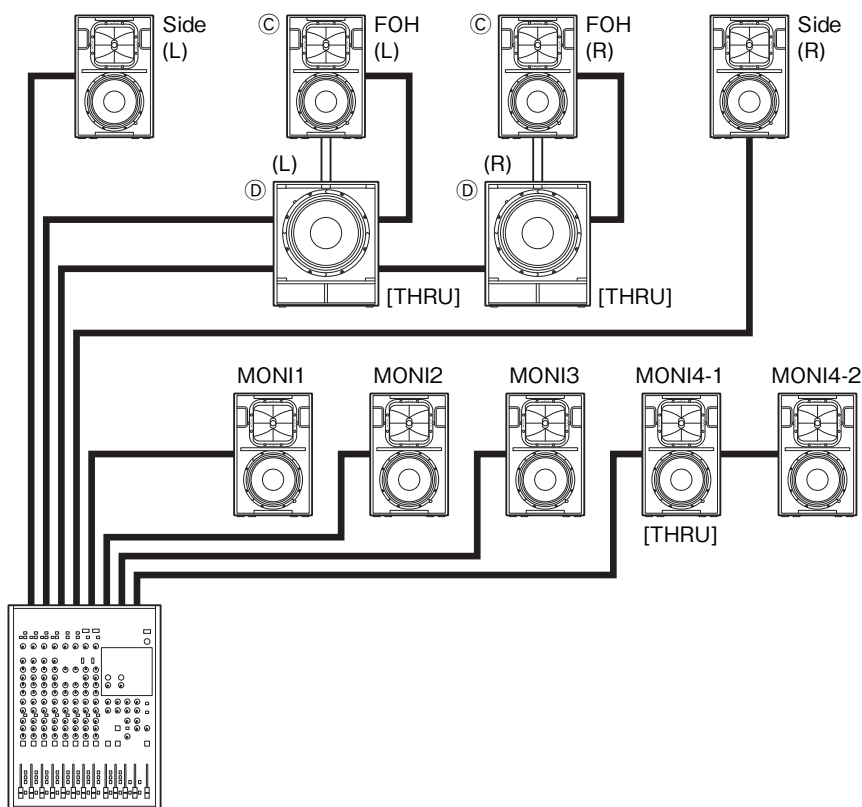 Side
(L)
Ⓒ FOH
(L)
Ⓒ FOH
(R)
Side
(R)
(L)
Ⓓ
(R)
Ⓓ
[THRU]
[THRU]
MONI1
MONI2
MONI3
MONI4-1
MONI4-2
[THRU]